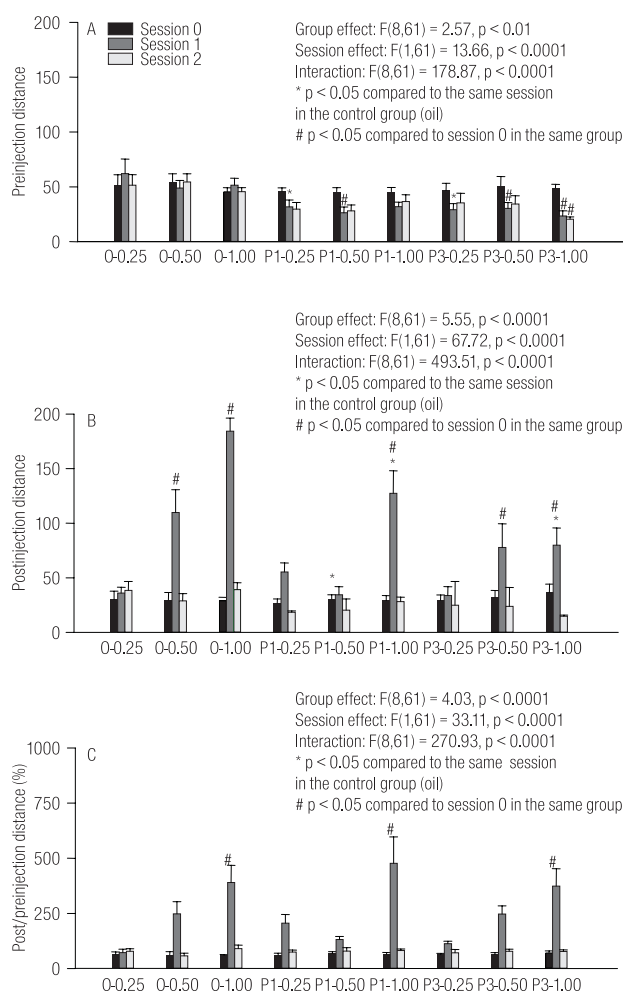 A
Session 0
Session 1
Session 2
Group effect: F(8,61) = 2.57, p < 0.01
Session effect: F(1,61) = 13.66, p < 0.0001
Interaction: F(8,61) = 178.87, p < 0.0001
* p < 0.05 compared to the same session
in the control group (oil)
# p < 0.05 compared to session 0 in the same group
Preinjection distance
200
150
100
50
0
* # * # # #
O-0.25 O-0.50 O-1.00 P1-0.25 P1-0.50 P1-1.00 P3-0.25 P3-0.50 P3-1.00
Group effect: F(8,61) = 5.55, p < 0.0001
Session effect: F(1,61) = 67.72, p < 0.0001
Interaction: F(8,61) = 493.51, p < 0.0001
* p < 0.05 compared to the same session
in the control group (oil)
# p < 0.05 compared to session 0 in the same group
B
Postinjection distance
200
150
100
50
0
# # * # * # # *
O-0.25 O-0.50 O-1.00 P1-0.25 P1-0.50 P1-1.00 P3-0.25 P3-0.50 P3-1.00
Group effect: F(8,61) = 4.03, p < 0.0001
Session effect: F(1,61) = 33.11, p < 0.0001
Interaction: F(8,61) = 270.93, p < 0.0001
* p < 0.05 compared to the same session
in the control group (oil)
# p < 0.05 compared to session 0 in the same group
C
Post/preinjection distance (%)
1000
750
500
250
0
# # #
O-0.25 O-0.50 O-1.00 P1-0.25 P1-0.50 P1-1.00 P3-0.25 P3-0.50 P3-1.00